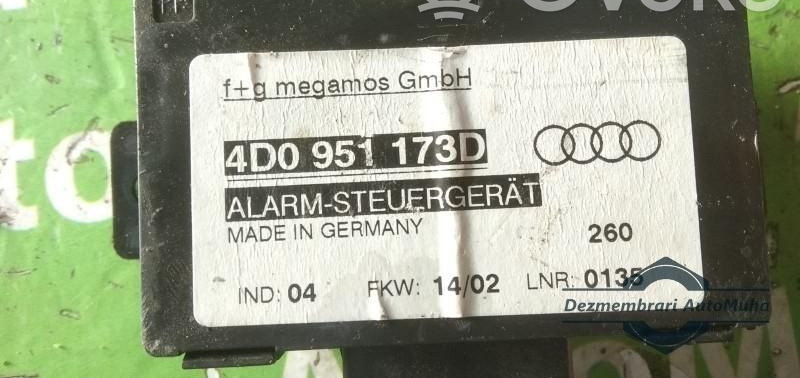 f+g megamos GmbH
4D0 951 173D
ALARM-STEUERGERÄT
MADE IN GERMANY
260
IND: 04 FKW: 14/02 LNR: 0135
Dezmembrari AutoMuha